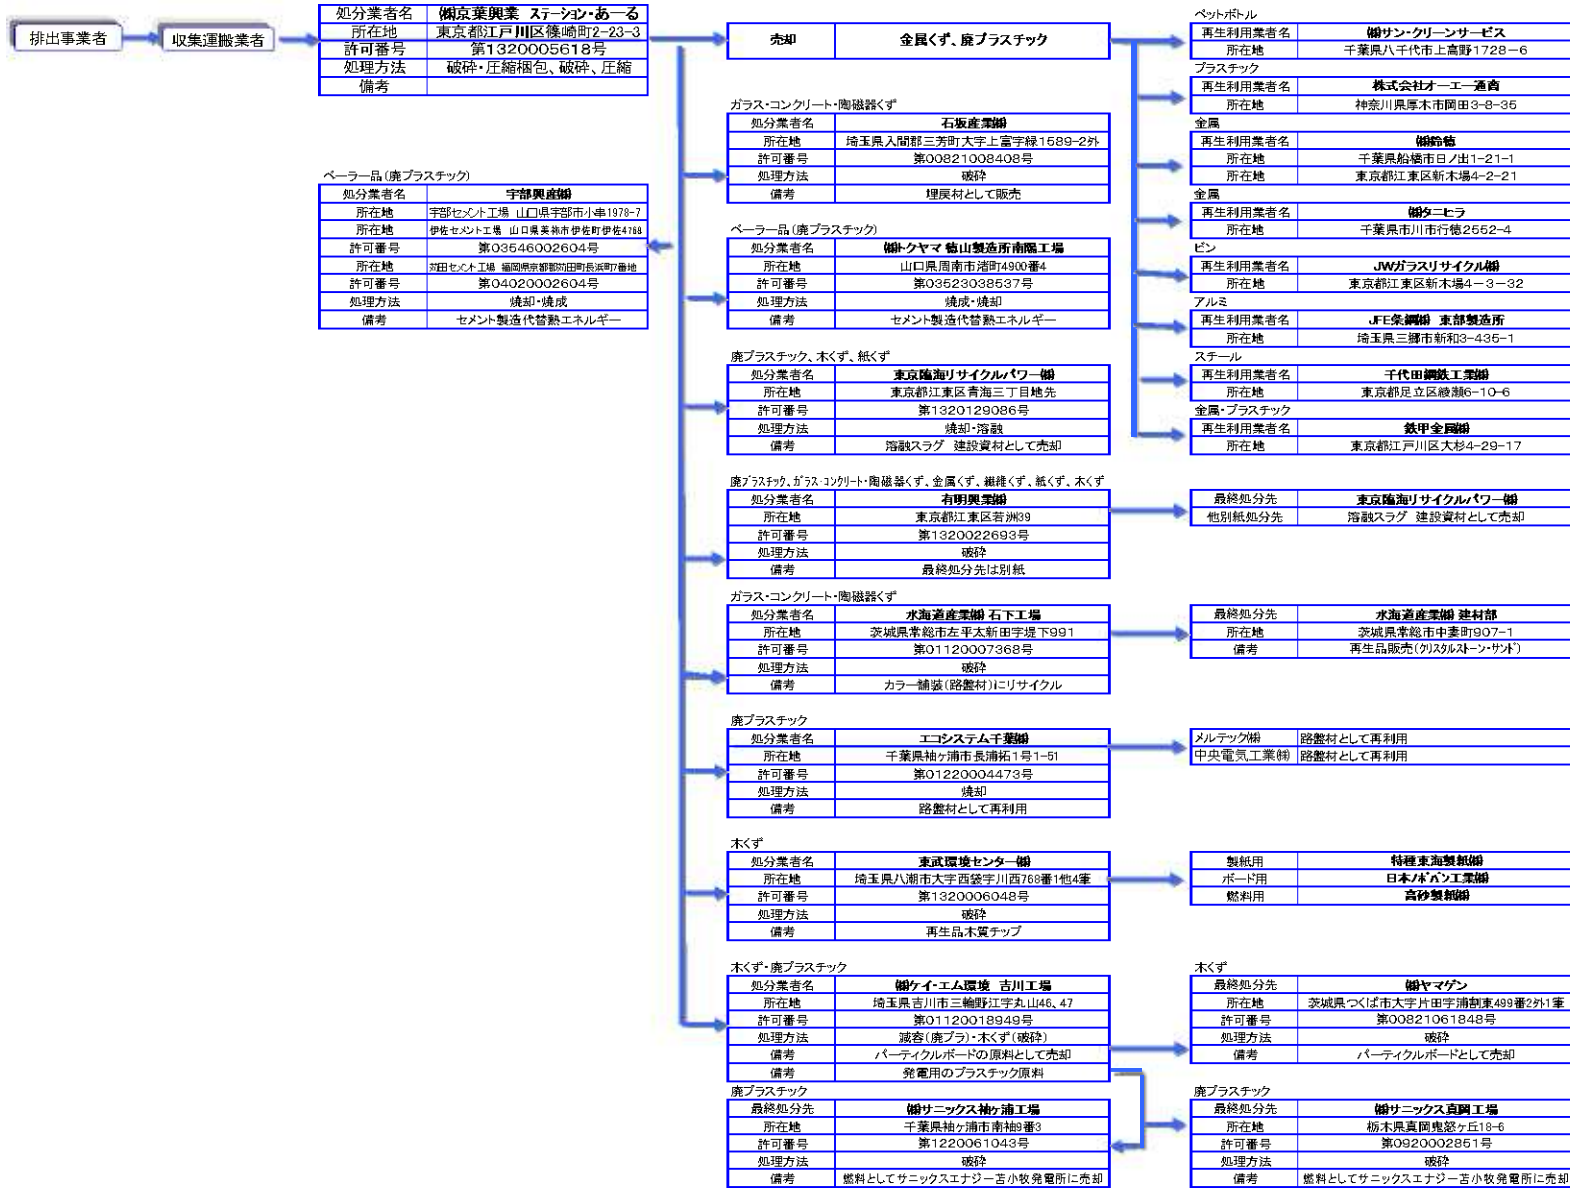 排出事業者
収集運搬業者
処分業者名 ㈱京葉興業 ステーション・あーる
所在地 東京都江戸川区篠崎町2-23-3
許可番号 第1320005618号
処理方法 破砕・圧縮梱包、破砕、圧縮
備考
ベーラー品(廃プラスチック)
処分業者名 宇部興産㈱
所在地 宇部セメント工場 山口県宇部市小串1978-7
所在地 伊佐セメント工場 山口県美祢市伊佐町伊佐4768
許可番号 第03546002604号
所在地 苅田セメント工場 福岡県京都郡苅田町長浜町7番地
許可番号 第04020002604号
処理方法 焼却・焼成
備考 セメント製造代替熱エネルギー
売却 金属くず、廃プラスチック
ガラス・コンクリート・陶磁器くず
処分業者名 石坂産業㈱
所在地 埼玉県入間郡三芳町大字上富字緑1589-2外
許可番号 第00821008408号
処理方法 破砕
備考 埋戻材として販売
ベーラー品(廃プラスチック)
処分業者名 ㈱トクヤマ 徳山製造所南陽工場
所在地 山口県周南市渚町4900番4
許可番号 第03523038537号
処理方法 焼成・焼却
備考 セメント製造代替熱エネルギー
廃プラスチック、木くず、紙くず
処分業者名 東京臨海リサイクルパワー㈱
所在地 東京都江東区青海三丁目地先
許可番号 第1320129086号
処理方法 焼却・溶融
備考 溶融スラグ 建設資材として売却
廃プラスチック、ガラス・コンクリート・陶磁器くず、金属くず、繊維くず、紙くず、木くず
処分業者名 有明興業㈱
所在地 東京都江東区若洲39
許可番号 第1320022693号
処理方法 破砕
備考 最終処分先は別紙
ガラス・コンクリート・陶磁器くず
処分業者名 水海道産業㈱ 石下工場
所在地 茨城県常総市左平太新田字堤下991
許可番号 第01120007368号
処理方法 破砕
備考 カラー舗装(路盤材)にリサイクル
廃プラスチック
処分業者名 エコシステム千葉㈱
所在地 千葉県袖ヶ浦市長浦拓1号1-51
許可番号 第01220004473号
処理方法 焼却
備考 路盤材として再利用
木くず
処分業者名 東武環境センター㈱
所在地 埼玉県八潮市大字西袋字川西768番1他4筆
許可番号 第1320006048号
処理方法 破砕
備考 再生品木質チップ
木くず・廃プラスチック
処分業者名 ㈱ケイ・エム環境 吉川工場
所在地 埼玉県吉川市三輪野江字丸山46、47
許可番号 第01120018949号
処理方法 減容(廃プラ)・木くず(破砕)
備考 パーティクルボードの原料として売却
備考 発電用のプラスチック原料
廃プラスチック
最終処分先 ㈱サニックス袖ヶ浦工場
所在地 千葉県袖ヶ浦市南袖9番3
許可番号 第1220061043号
処理方法 破砕
備考 燃料としてサニックスエナジー苫小牧発電所に売却
ペットボトル
再生利用業者名 ㈱サン・クリーンサービス
所在地 千葉県八千代市上高野1728-6
プラスチック
再生利用業者名 株式会社オーエー通商
所在地 神奈川県厚木市岡田3-8-35
金属
再生利用業者名 ㈱鈴徳
所在地 千葉県船橋市日ノ出1-21-1
所在地 東京都江東区新木場4-2-21
金属
再生利用業者名 ㈱タニヒラ
所在地 千葉県市川市行徳2552-4
ビン
再生利用業者名 JWガラスリサイクル㈱
所在地 東京都江東区新木場4-3-32
アルミ
再生利用業者名 JFE条鋼㈱ 東部製造所
所在地 埼玉県三郷市新和3-435-1
スチール
再生利用業者名 千代田鋼鉄工業㈱
所在地 東京都足立区綾瀬6-10-6
金属・プラスチック
再生利用業者名 鉄甲金属㈱
所在地 東京都江戸川区大杉4-29-17
最終処分先 東京臨海リサイクルパワー㈱
他別紙処分先 溶融スラグ 建設資材として売却
最終処分先 水海道産業㈱ 建材部
所在地 茨城県常総市中妻町907-1
備考 再生品販売(クリスタルストーン・サンド)
メルテック㈱ 路盤材として再利用
中央電気工業㈱ 路盤材として再利用
製紙用 特種東海製紙㈱
ボード用 日本ノボパン工業㈱
燃料用 高砂製紙㈱
木くず
最終処分先 ㈱ヤマゲン
所在地 茨城県つくば市大字片田字浦割東499番2外1筆
許可番号 第00821061848号
処理方法 破砕
備考 パーティクルボードとして売却
廃プラスチック
最終処分先 ㈱サニックス真岡工場
所在地 栃木県真岡鬼怒ヶ丘18-6
許可番号 第0920002851号
処理方法 破砕
備考 燃料としてサニックスエナジー苫小牧発電所に売却